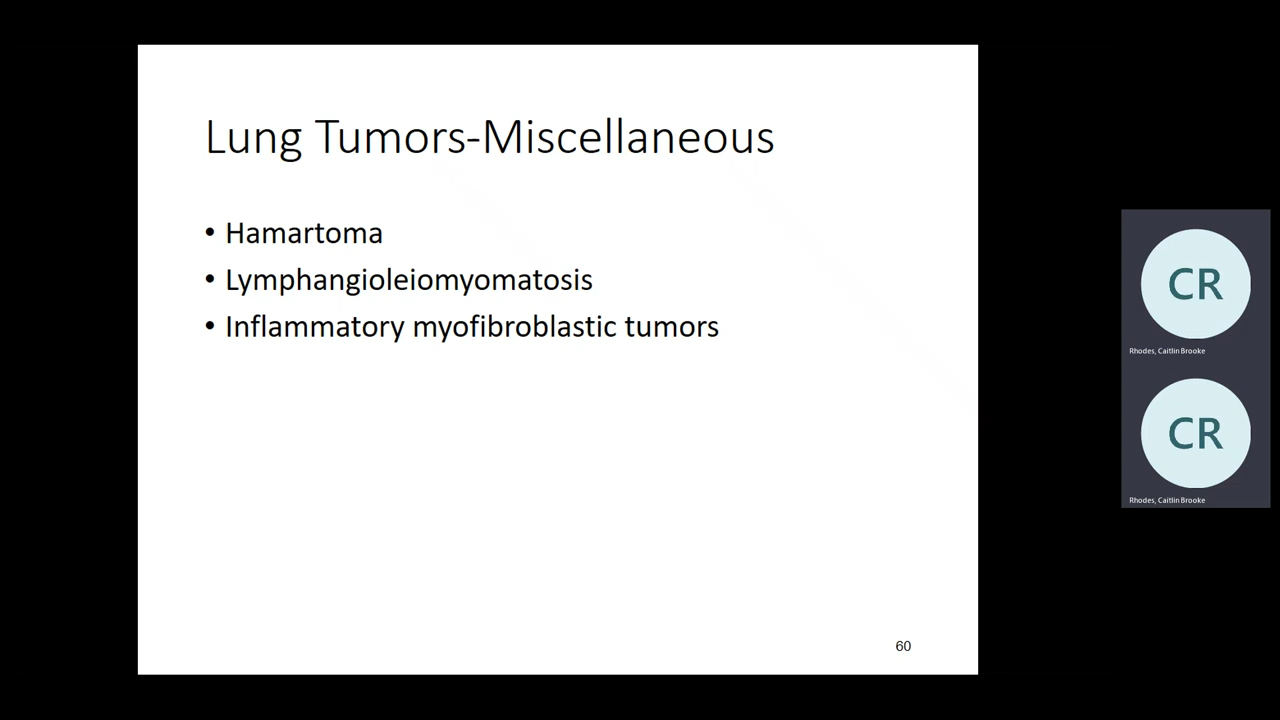 Lung Tumors-Miscellaneous
• Hamartoma
• Lymphangioleiomyomatosis
• Inflammatory myofibroblastic tumors
60
CR
Rhodes, Caitlin Brooke
CR
Rhodes, Caitlin Brooke